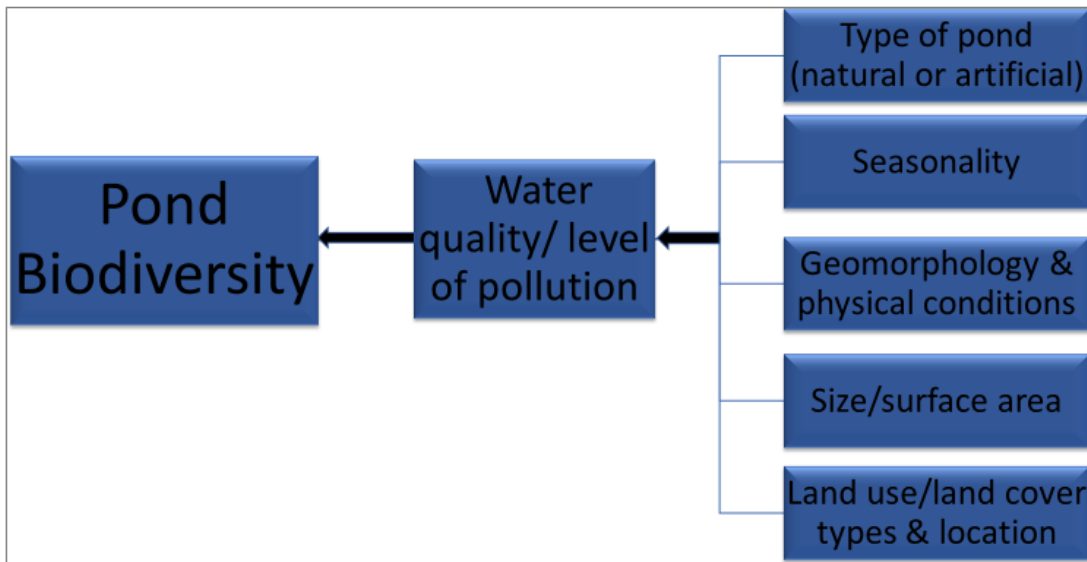 Pond
Biodiversity
Water
quality/ level
of pollution
Type of pond
(natural or artificial)
Seasonality
Geomorphology &
physical conditions
Size/surface area
Land use/land cover
types & location